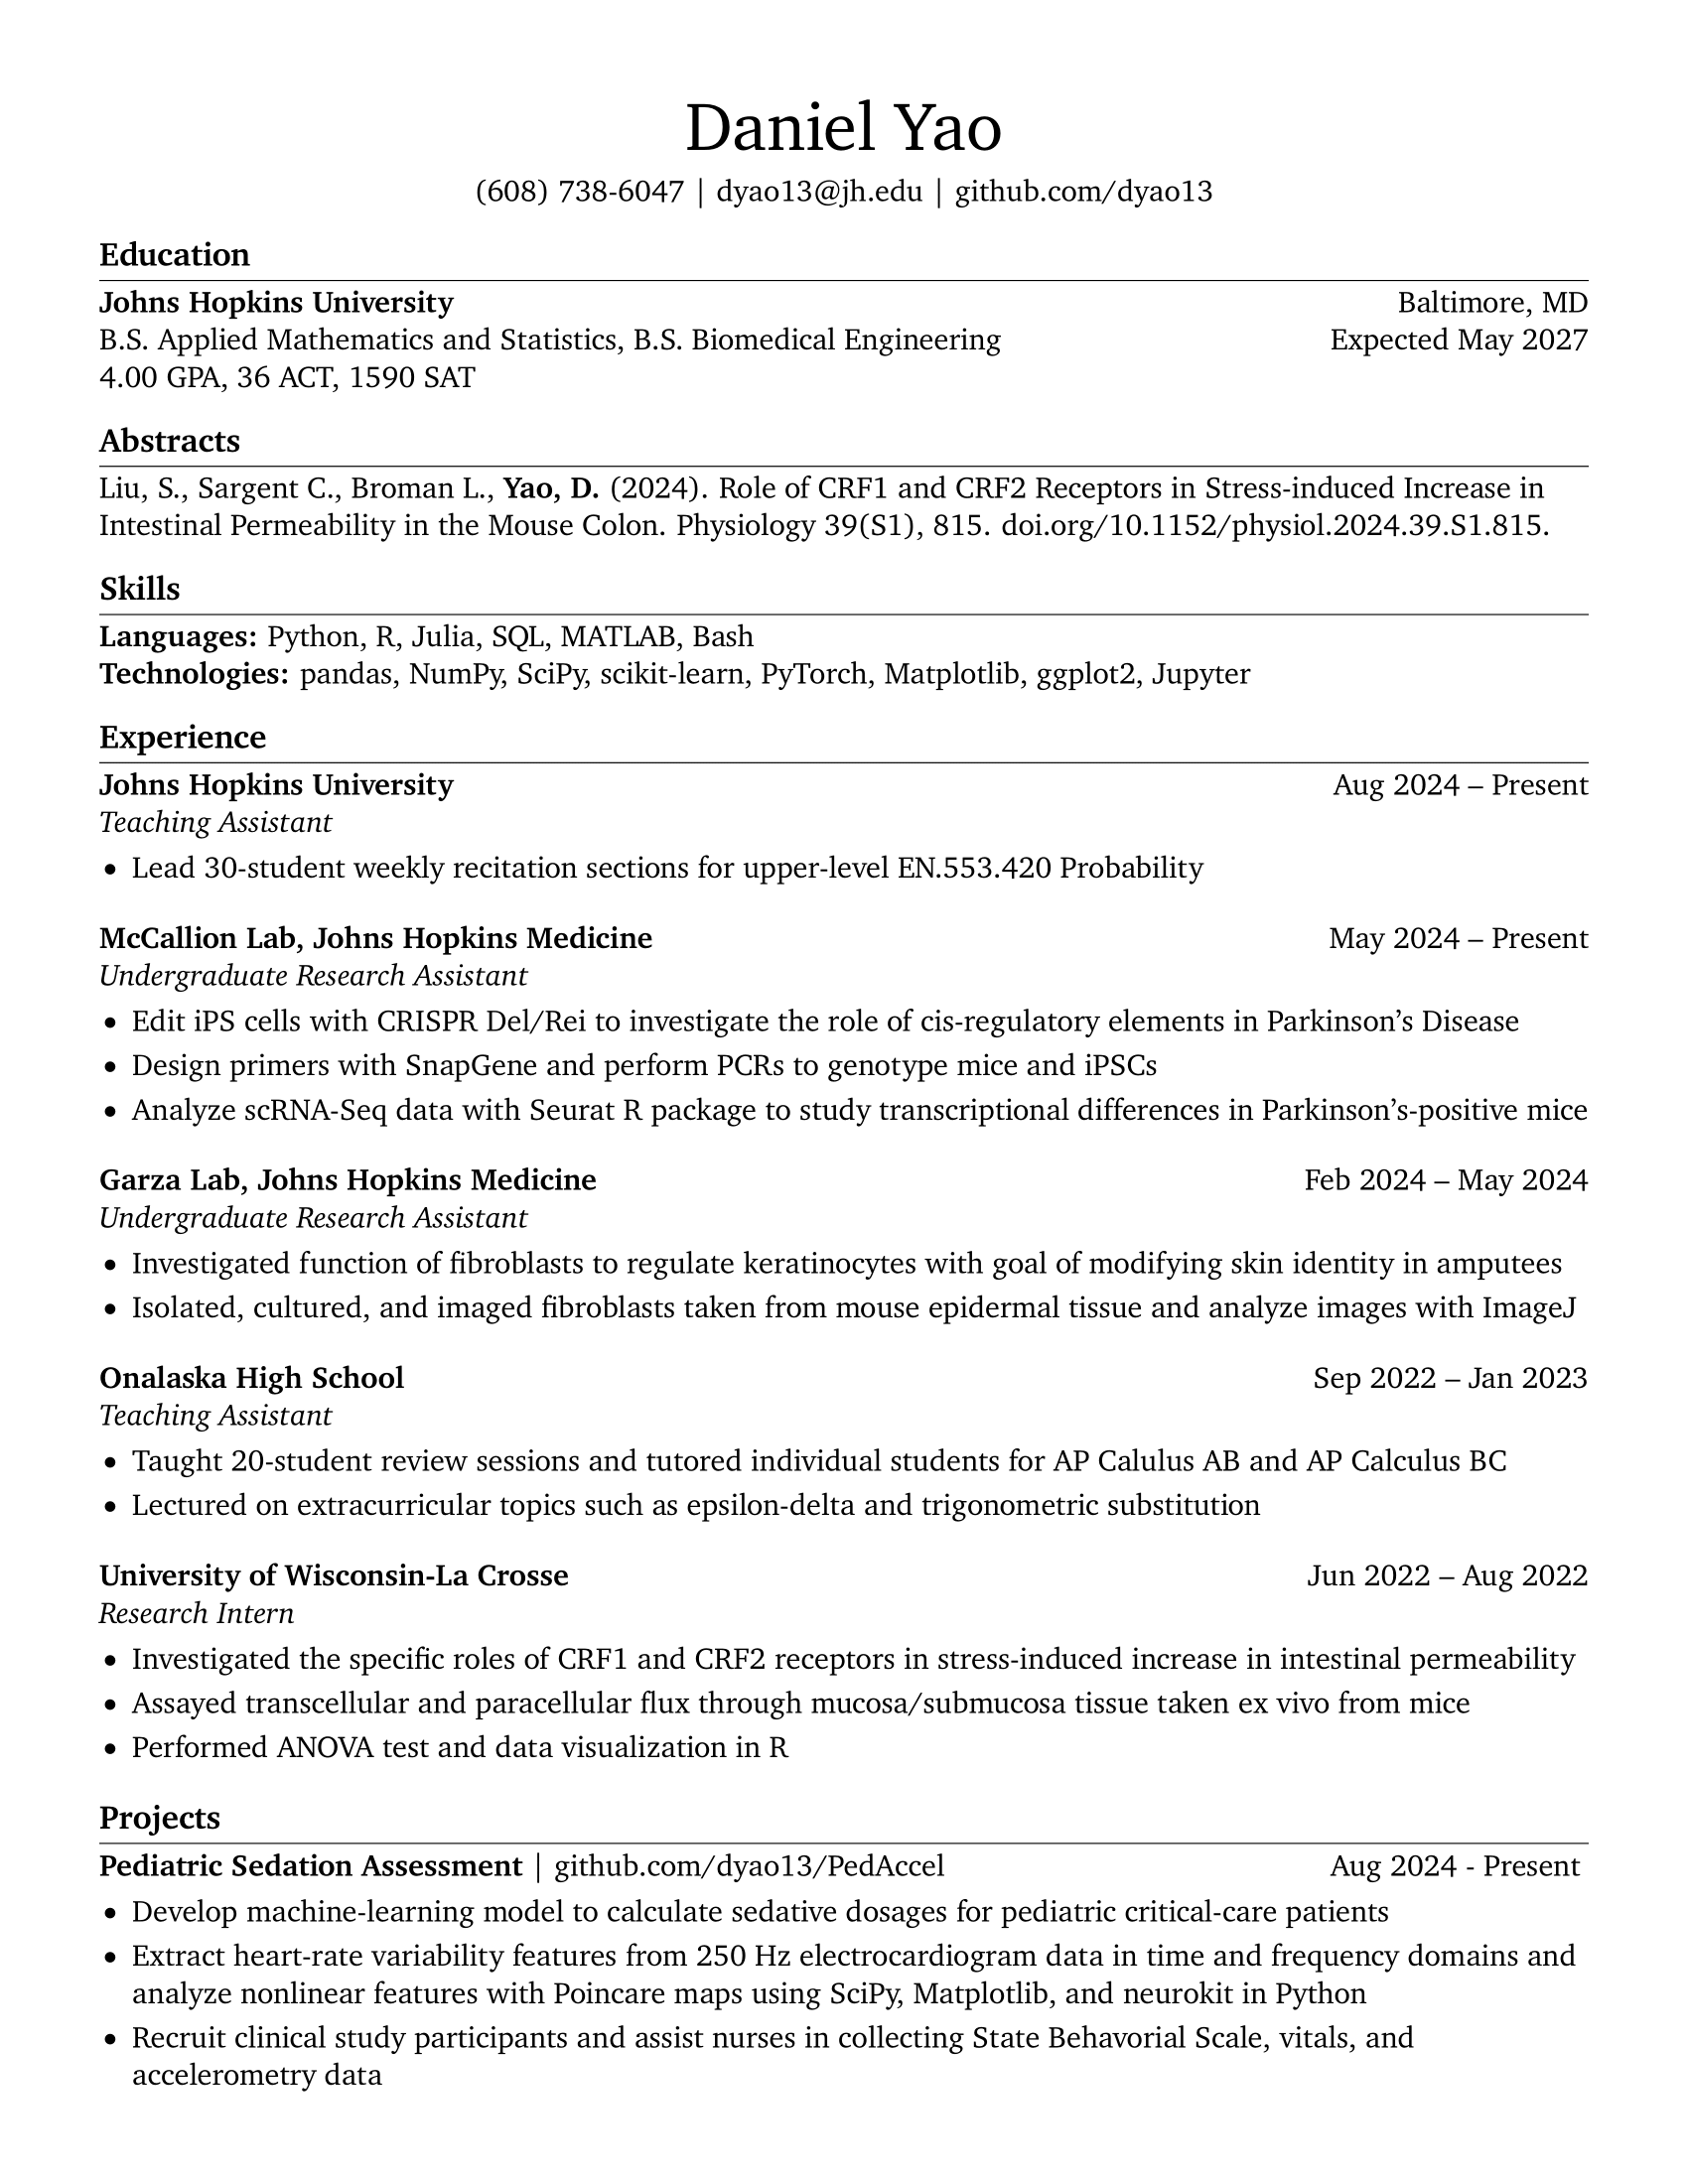 Daniel Yao
(608) 738-6047 | dyao13@jh.edu | github.com/dyao13
Education
Johns Hopkins University Baltimore, MD
B.S. Applied Mathematics and Statistics, B.S. Biomedical Engineering Expected May 2027
4.00 GPA, 36 ACT, 1590 SAT
Abstracts
Liu, S., Sargent C., Broman L., Yao, D. (2024). Role of CRF1 and CRF2 Receptors in Stress-induced Increase in
Intestinal Permeability in the Mouse Colon. Physiology 39(S1), 815. doi.org/10.1152/physiol.2024.39.S1.815.
Skills
Languages: Python, R, Julia, SQL, MATLAB, Bash
Technologies: pandas, NumPy, SciPy, scikit-learn, PyTorch, Matplotlib, ggplot2, Jupyter
Experience
Johns Hopkins University Aug 2024 – Present
Teaching Assistant
• Lead 30-student weekly recitation sections for upper-level EN.553.420 Probability
McCallion Lab, Johns Hopkins Medicine May 2024 – Present
Undergraduate Research Assistant
• Edit iPS cells with CRISPR Del/Rei to investigate the role of cis-regulatory elements in Parkinson’s Disease
• Design primers with SnapGene and perform PCRs to genotype mice and iPSCs
• Analyze scRNA-Seq data with Seurat R package to study transcriptional differences in Parkinson’s-positive mice
Garza Lab, Johns Hopkins Medicine Feb 2024 – May 2024
Undergraduate Research Assistant
• Investigated function of fibroblasts to regulate keratinocytes with goal of modifying skin identity in amputees
• Isolated, cultured, and imaged fibroblasts taken from mouse epidermal tissue and analyze images with ImageJ
Onalaska High School Sep 2022 – Jan 2023
Teaching Assistant
• Taught 20-student review sessions and tutored individual students for AP Calulus AB and AP Calculus BC
• Lectured on extracurricular topics such as epsilon-delta and trigonometric substitution
University of Wisconsin-La Crosse Jun 2022 – Aug 2022
Research Intern
• Investigated the specific roles of CRF1 and CRF2 receptors in stress-induced increase in intestinal permeability
• Assayed transcellular and paracellular flux through mucosa/submucosa tissue taken ex vivo from mice
• Performed ANOVA test and data visualization in R
Projects
Pediatric Sedation Assessment | github.com/dyao13/PedAccel Aug 2024 - Present
• Develop machine-learning model to calculate sedative dosages for pediatric critical-care patients
• Extract heart-rate variability features from 250 Hz electrocardiogram data in time and frequency domains and
analyze nonlinear features with Poincare maps using SciPy, Matplotlib, and neurokit in Python
• Recruit clinical study participants and assist nurses in collecting State Behavorial Scale, vitals, and
accelerometry data